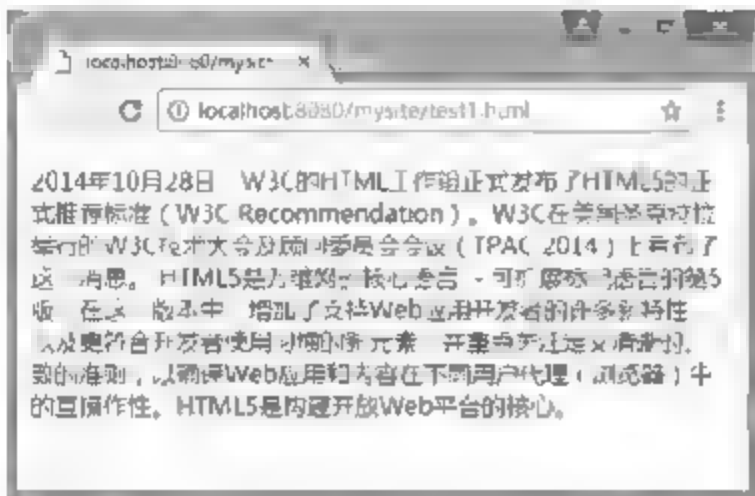 localhost:8080/mysite
localhost:8080/mysite/test1.html
2014年10月28日 W3C的HTML工作组正式发布了HTML5的正
式推荐标准（W3C Recommendation）。W3C在美国圣克拉拉
举行的W3C技术大会及顾问委员会会议（TPAC 2014）上宣布了
这一消息。HTML5是万维网的核心语言-可扩展标记语言的第5
版 在这一版本中 增加了支持Web应用开发者的许多新特性
以及更符合开发者使用习惯的新元素 并重点关注定义清晰的、
致的准则，以确保Web应用和内容在不同用户代理（浏览器）中
的互操作性。HTML5是构建开放Web平台的核心。